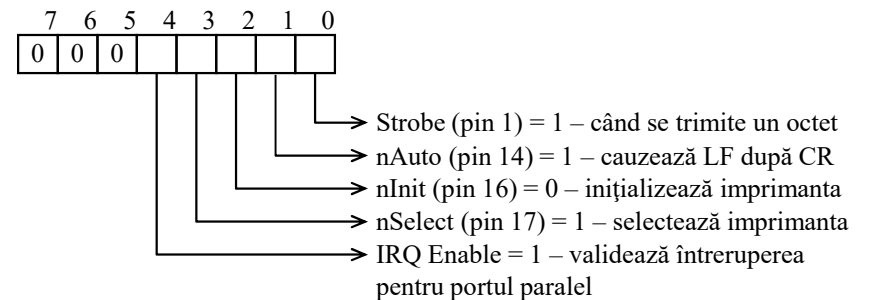 7 6 5 4 3 2 1 0
0 0 0
Strobe (pin 1) = 1 – când se trimite un octet
nAuto (pin 14) = 1 – cauzează LF după CR
nInit (pin 16) = 0 – iniţializează imprimanta
nSelect (pin 17) = 1 – selectează imprimanta
IRQ Enable = 1 – validează întreruperea
pentru portul paralel